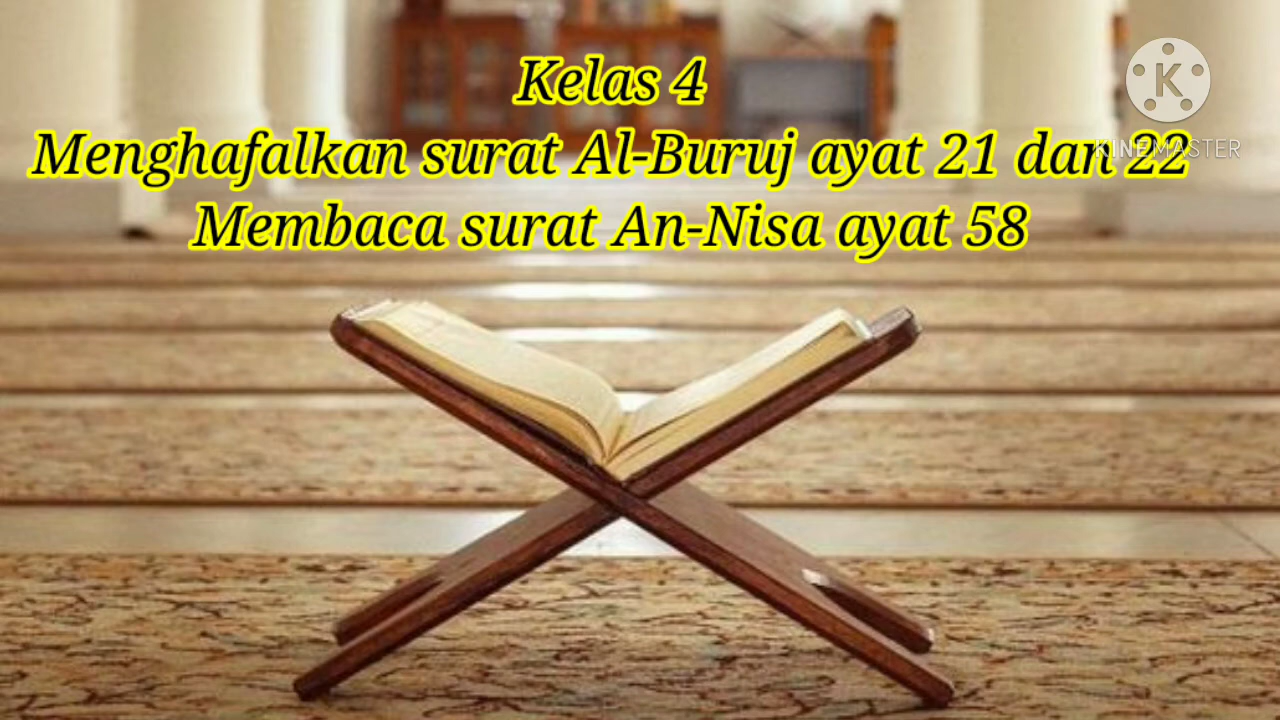 Kelas 4
Menghafalkan surat Al-Buruj ayat 21 dan 22
Membaca surat An-Nisa ayat 58
K
KINEMASTER